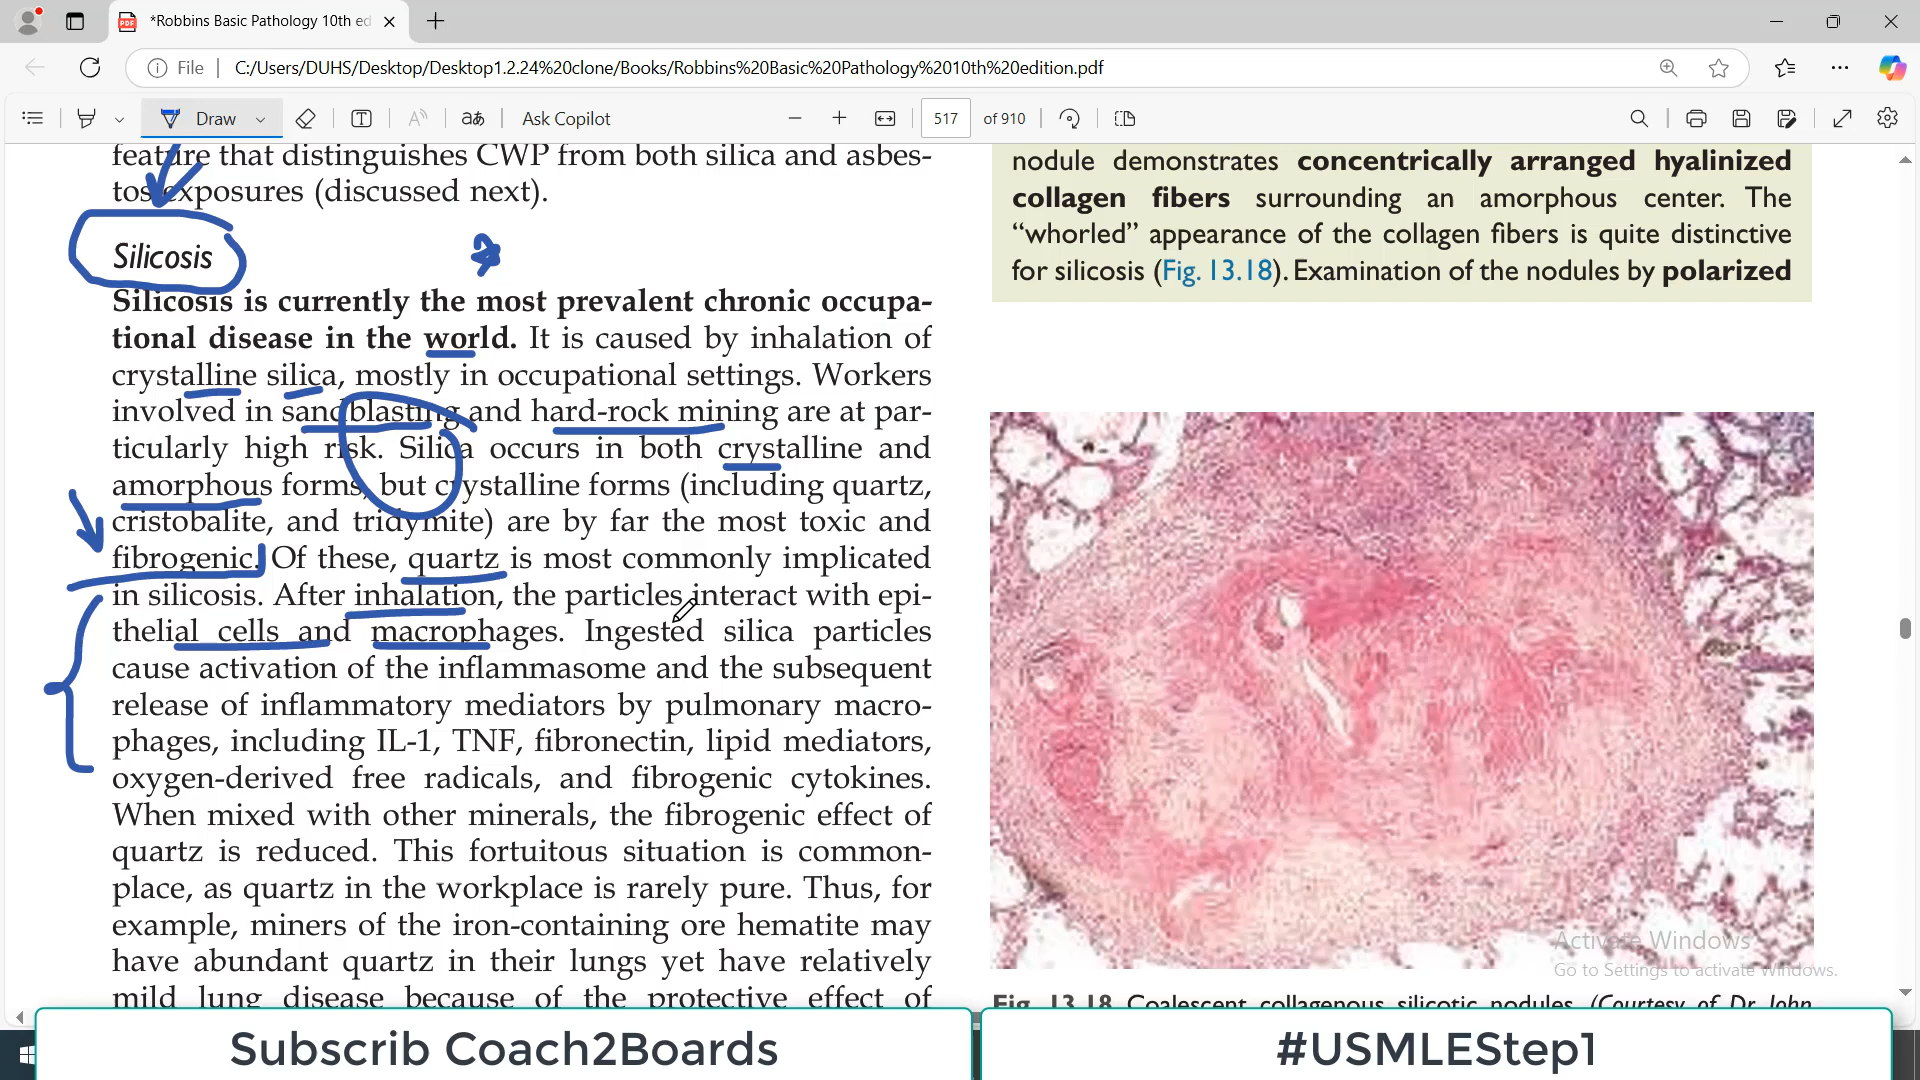 *Robbins Basic Pathology 10th ed
File
C:/Users/DUHS/Desktop/Desktop1.2.24%20clone/Books/Robbins%20Basic%20Pathology%2010th%20edition.pdf
Draw
Ask Copilot
517 of 910
feature that distinguishes CWP from both silica and asbes-
tos exposures (discussed next).
Silicosis
Silicosis is currently the most prevalent chronic occupa-
tional disease in the world. It is caused by inhalation of
crystalline silica, mostly in occupational settings. Workers
involved in sandblasting and hard-rock mining are at par-
ticularly high risk. Silica occurs in both crystalline and
amorphous forms, but crystalline forms (including quartz,
cristobalite, and tridymite) are by far the most toxic and
fibrogenic. Of these, quartz is most commonly implicated
in silicosis. After inhalation, the particles interact with epi-
thelial cells and macrophages. Ingested silica particles
cause activation of the inflammasome and the subsequent
release of inflammatory mediators by pulmonary macro-
phages, including IL-1, TNF, fibronectin, lipid mediators,
oxygen-derived free radicals, and fibrogenic cytokines.
When mixed with other minerals, the fibrogenic effect of
quartz is reduced. This fortuitous situation is common-
place, as quartz in the workplace is rarely pure. Thus, for
example, miners of the iron-containing ore hematite may
have abundant quartz in their lungs yet have relatively
mild lung disease because of the protective effect of
nodule demonstrates concentrically arranged hyalinized
collagen fibers surrounding an amorphous center. The
“whorled” appearance of the collagen fibers is quite distinctive
for silicosis (Fig. 13.18). Examination of the nodules by polarized
Activate Windows
Go to Settings to activate Windows.
Fig. 13.18 Coalescent collagenous silicotic nodules. (Courtesy of Dr. John
Subscrib Coach2Boards
#USMLEStep1